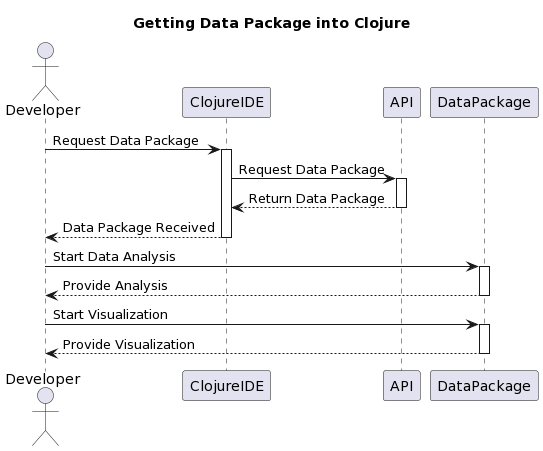 Getting Data Package into Clojure
Developer
ClojureIDE
API
DataPackage
Request Data Package
Request Data Package
Return Data Package
Data Package Received
Start Data Analysis
Provide Analysis
Start Visualization
Provide Visualization
Developer
ClojureIDE
API
DataPackage